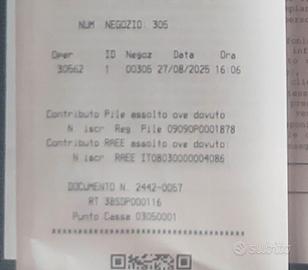 NUM NEGOZIO: 305
Oper ID Negoz Data Ora
30562 1 00305 27/08/2025 16:06
Contributo Pile assolto ove dovuto
N iscr Reg Pile 09090P0001878
Contributo RAEE assolto ove dovuto:
N iscr RAEE IT08030000004086
DOCUMENTO N. 2442-0057
RT 38SDP000116
Punto Cassa 03050001
subito